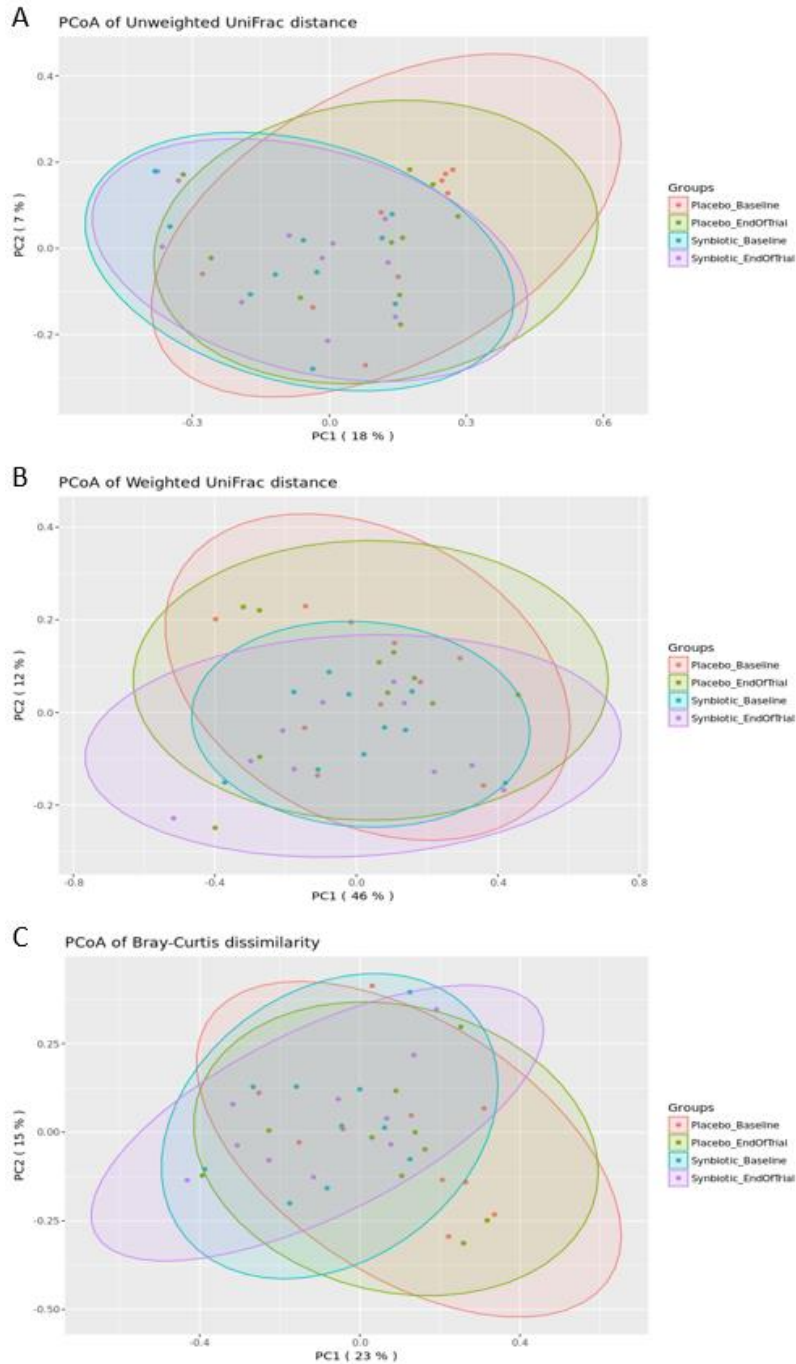 A
PCoA of Unweighted UniFrac distance
0.4
0.2
0.0
-0.2
PC2 ( 7 % )
-0.3
0.0
0.3
0.6
PC1 ( 18 % )
Groups
Placebo_Baseline
Placebo_EndOfTrial
Synbiotic_Baseline
Synbiotic_EndOfTrial
B
PCoA of Weighted UniFrac distance
0.4
0.2
0.0
-0.2
PC2 ( 12 % )
-0.8
-0.4
0.0
0.4
0.8
PC1 ( 46 % )
Groups
Placebo_Baseline
Placebo_EndOfTrial
Synbiotic_Baseline
Synbiotic_EndOfTrial
C
PCoA of Bray-Curtis dissimilarity
0.25
0.00
-0.25
-0.50
PC2 ( 15 % )
-0.4
0.0
0.4
PC1 ( 23 % )
Groups
Placebo_Baseline
Placebo_EndOfTrial
Synbiotic_Baseline
Synbiotic_EndOfTrial